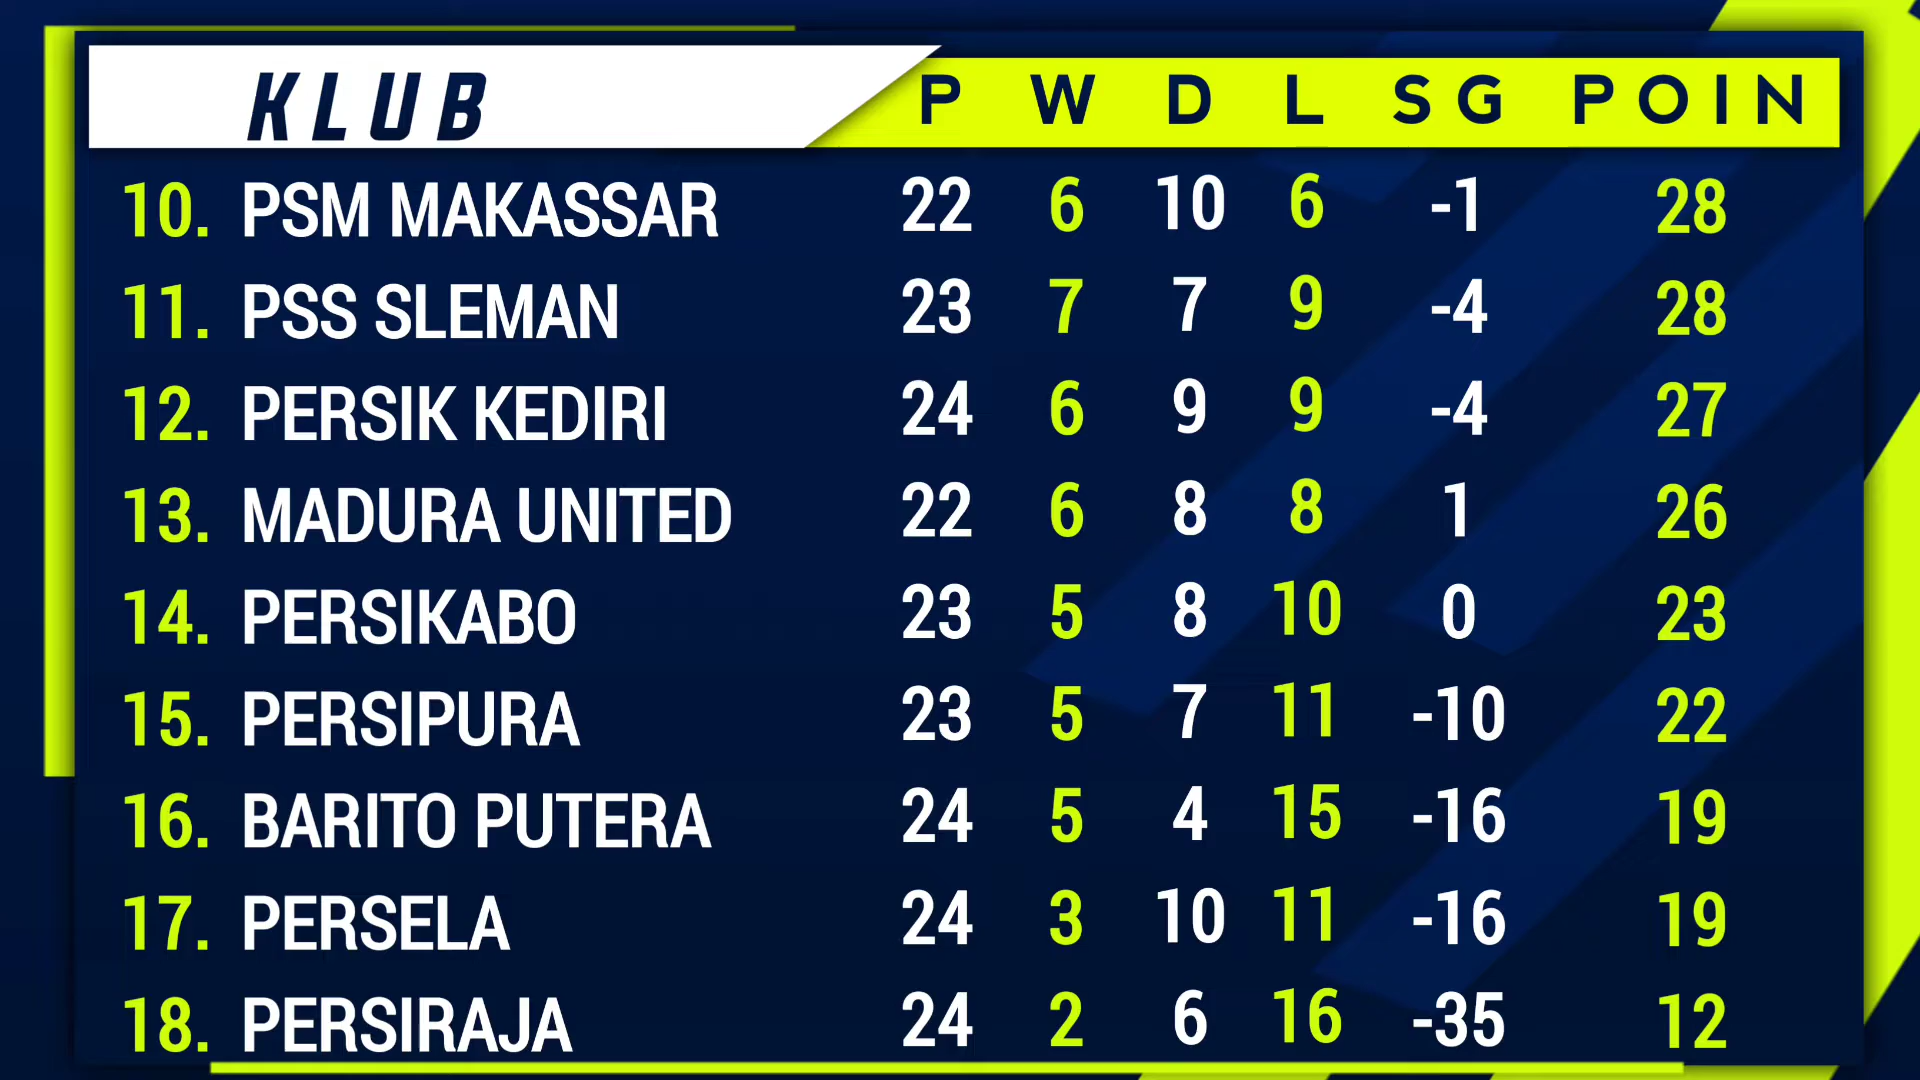 KLUB P W D L SG POIN
10. PSM MAKASSAR 22 6 10 6 -1 28
11. PSS SLEMAN 23 7 7 9 -4 28
12. PERSIK KEDIRI 24 6 9 9 -4 27
13. MADURA UNITED 22 6 8 8 1 26
14. PERSIKABO 23 5 8 10 0 23
15. PERSIPURA 23 5 7 11 -10 22
16. BARITO PUTERA 24 5 4 15 -16 19
17. PERSELA 24 3 10 11 -16 19
18. PERSIRAJA 24 2 6 16 -35 12